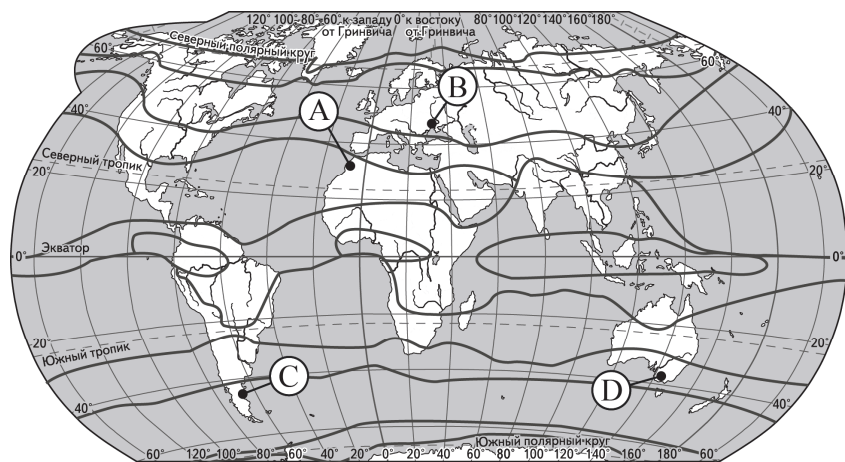 120° 100° 80° 60° к западу 0° к востоку 80° 100° 120° 140° 160° 180°
от Гринвича от Гринвича
Северный полярный круг
60° 60°
B
A
40° 40°
Северный тропик
20° 20°
Экватор
0° 0°
20° 20°
Южный тропик
C D
40° 40°
Южный полярный круг
60° 120° 100° 80° 60° 40° 20° 0° 20° 40° 60° 80° 100° 120° 140° 160° 180° 60°